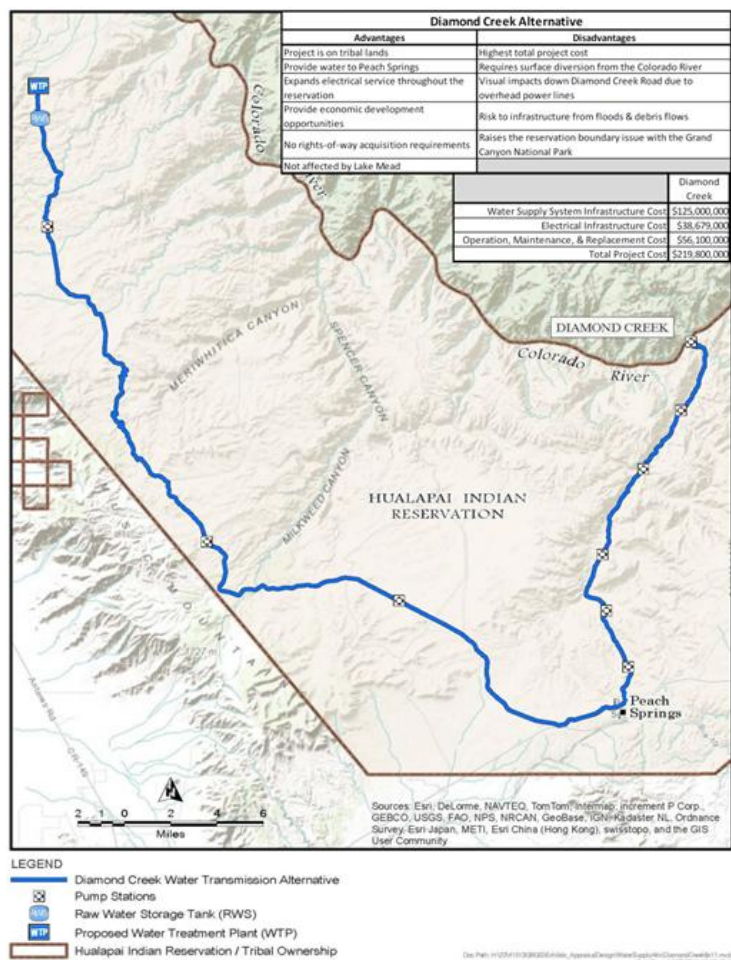 Diamond Creek Alternative
Advantages Disadvantages
Project is on tribal lands Highest total project cost
Provide water to Peach Springs Requires surface diversion from the Colorado River
Expands electrical service throughout the reservation Visual impacts down Diamond Creek Road due to overhead power lines
Provide economic development opportunities Risk to infrastructure from floods & debris flows
No rights-of-way acquisition requirements Raises the reservation boundary issue with the Grand Canyon National Park
Not affected by Lake Mead
Diamond Creek
Water Supply System Infrastructure Cost $125,000,000
Electrical Infrastructure Cost $38,679,000
Operation, Maintenance, & Replacement Cost $56,100,000
Total Project Cost $219,800,000
WTP
RWS
Colorado
River
DIAMOND CREEK
Colorado
River
MERIWHITICA CANYON
SPENCER CANYON
MILKWEED CANYON
HUALAPAI INDIAN
RESERVATION
Peach
Springs
Antares Rd
CR-149
2 1 0 2 4 6
Miles
Sources: Esri, DeLorme, NAVTEQ, TomTom, Intermap, increment P Corp.,
GEBCO, USGS, FAO, NPS, NRCAN, GeoBase, IGN, Kadaster NL, Ordnance
Survey, Esri Japan, METI, Esri China (Hong Kong), swisstopo, and the GIS
User Community
LEGEND
Diamond Creek Water Transmission Alternative
Pump Stations
RWS Raw Water Storage Tank (RWS)
WTP Proposed Water Treatment Plant (WTP)
Hualapai Indian Reservation / Tribal Ownership